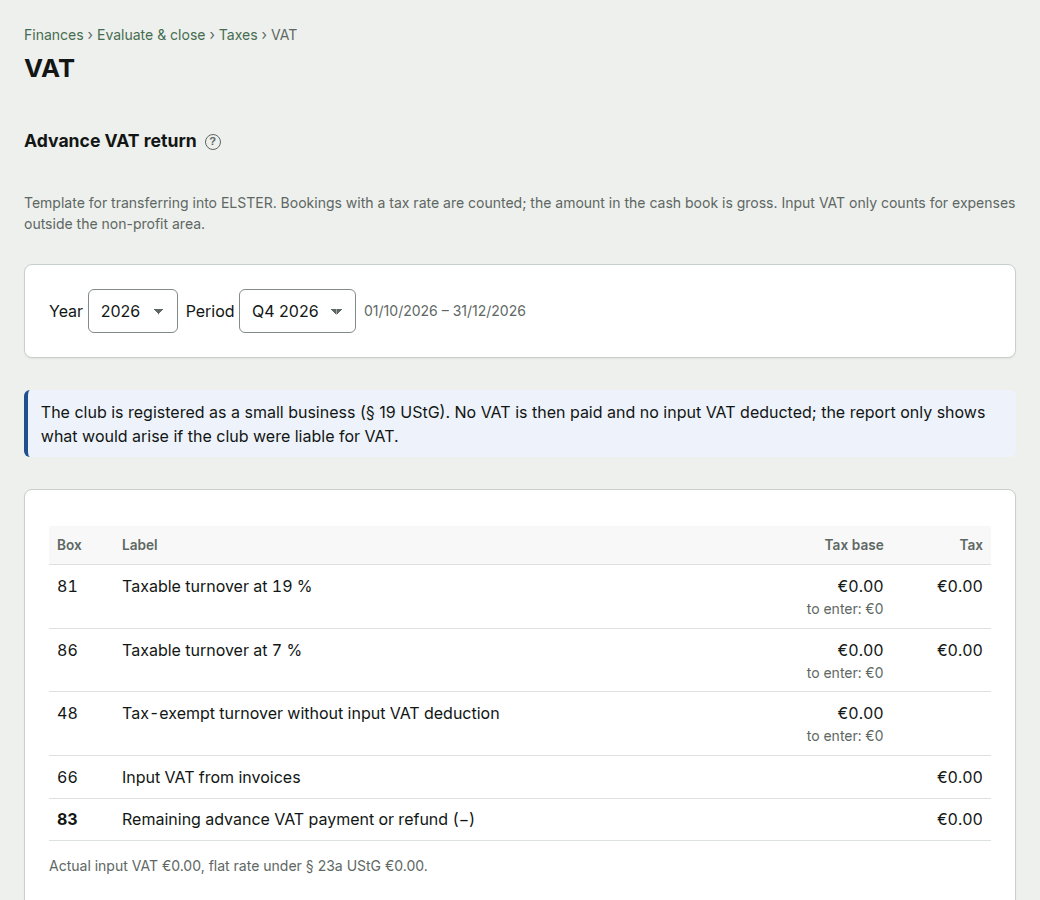 Finances › Evaluate & close › Taxes › VAT
VAT
Advance VAT return ?
Template for transferring into ELSTER. Bookings with a tax rate are counted; the amount in the cash book is gross. Input VAT only counts for expenses
outside the non-profit area.
Year 2026 Period Q4 2026 01/10/2026 – 31/12/2026
The club is registered as a small business (§ 19 UStG). No VAT is then paid and no input VAT deducted; the report only shows
what would arise if the club were liable for VAT.
Box Label Tax base Tax
81 Taxable turnover at 19 % €0.00 €0.00
to enter: €0
86 Taxable turnover at 7 % €0.00 €0.00
to enter: €0
48 Tax-exempt turnover without input VAT deduction €0.00
to enter: €0
66 Input VAT from invoices €0.00
83 Remaining advance VAT payment or refund (−) €0.00
Actual input VAT €0.00, flat rate under § 23a UStG €0.00.